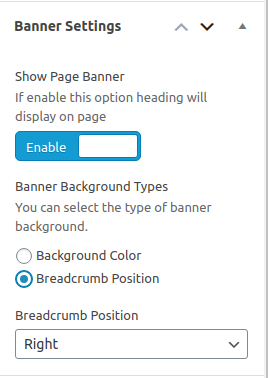 Banner Settings
Show Page Banner
If enable this option heading will
display on page
Enable
Banner Background Types
You can select the type of banner
background.
Background Color
Breadcrumb Position
Breadcrumb Position
Right